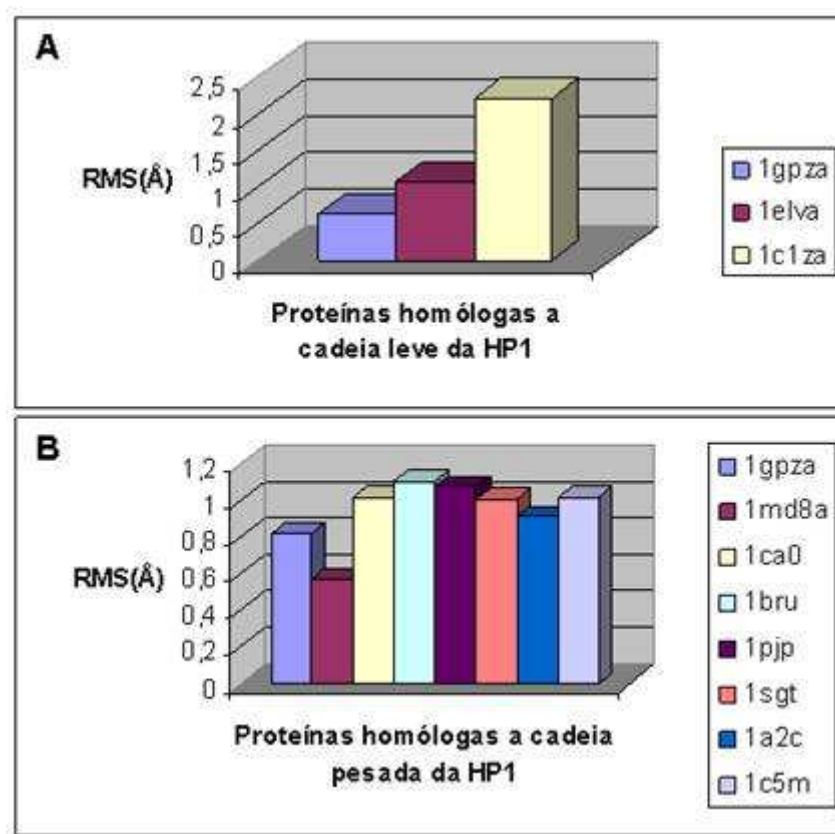 A
2,5
2
1,5
1
0,5
0
RMS(Å)
Proteínas homólogas a
cadeia leve da HP1
1gpza
1elva
1c1za
B
1,2
1
0,8
0,6
0,4
0,2
0
RMS(Å)
Proteínas homólogas a cadeia
pesada da HP1
1gpza
1md8a
1ca0
1bru
1pjp
1sgt
1a2c
1c5m